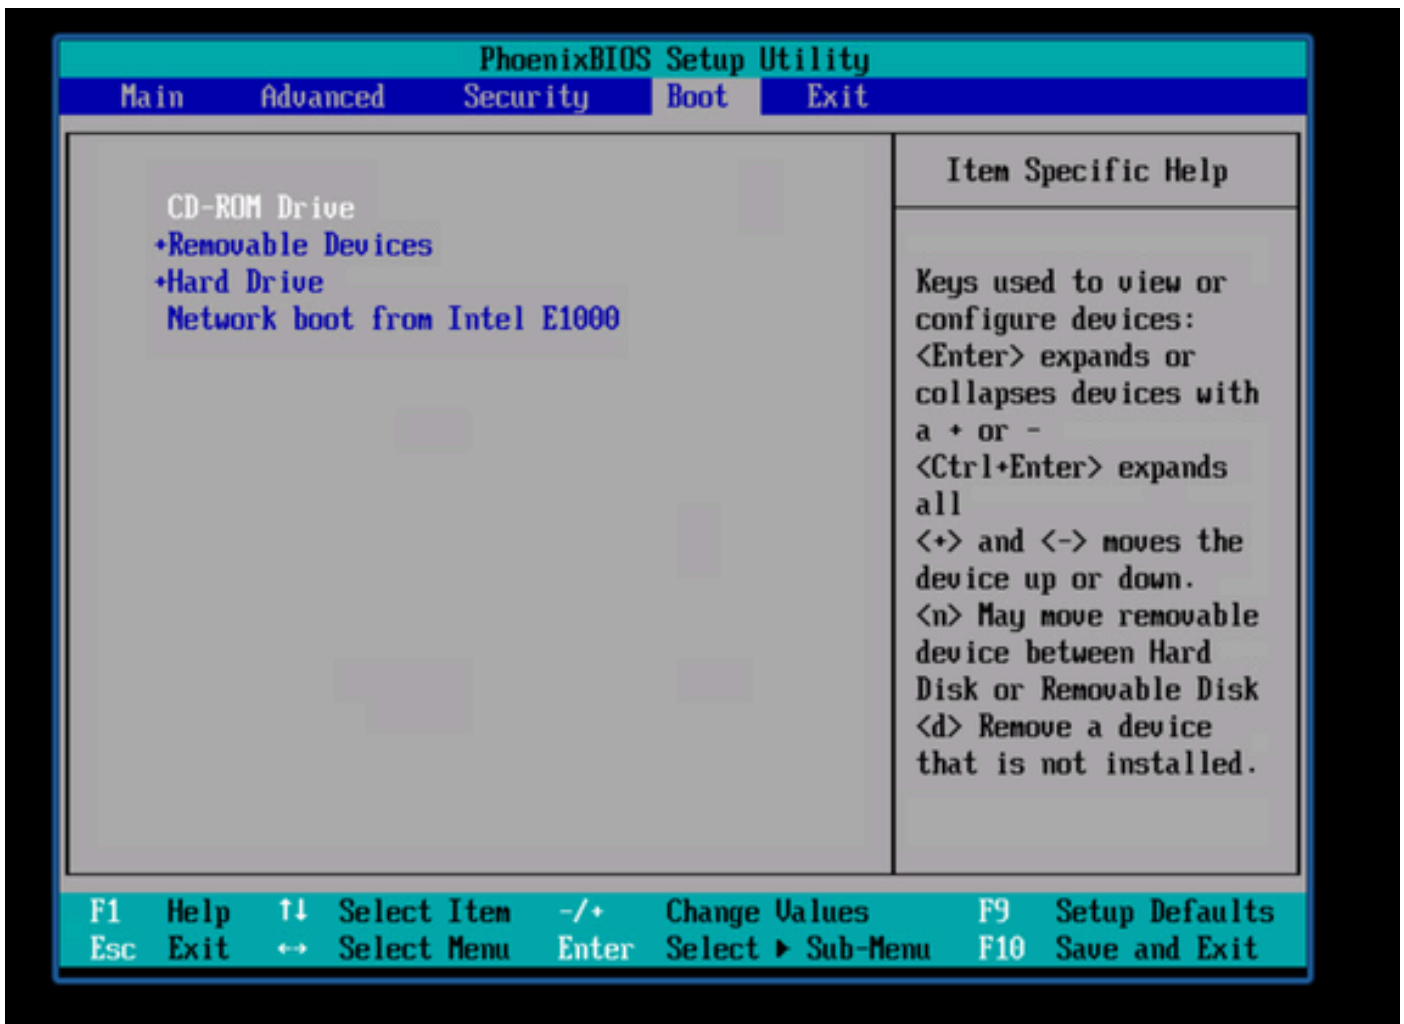 PhoenixBIOS Setup Utility
Main Advanced Security Boot Exit
CD-ROM Drive
+Removable Devices
+Hard Drive
Network boot from Intel E1000
Item Specific Help
Keys used to view or
configure devices:
<Enter> expands or
collapses devices with
a + or -
<Ctrl+Enter> expands
all
<+> and <-> moves the
device up or down.
<n> May move removable
device between Hard
Disk or Removable Disk
<d> Remove a device
that is not installed.
F1 Help ↑↓ Select Item -/+ Change Values F9 Setup Defaults
Esc Exit ↔ Select Menu Enter Select ▶ Sub-Menu F10 Save and Exit